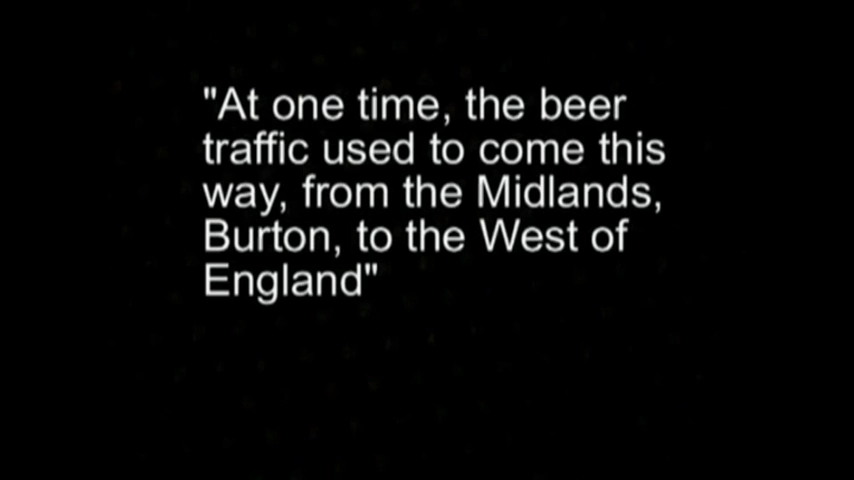 "At one time, the beer
traffic used to come this
way, from the Midlands,
Burton, to the West of
England"